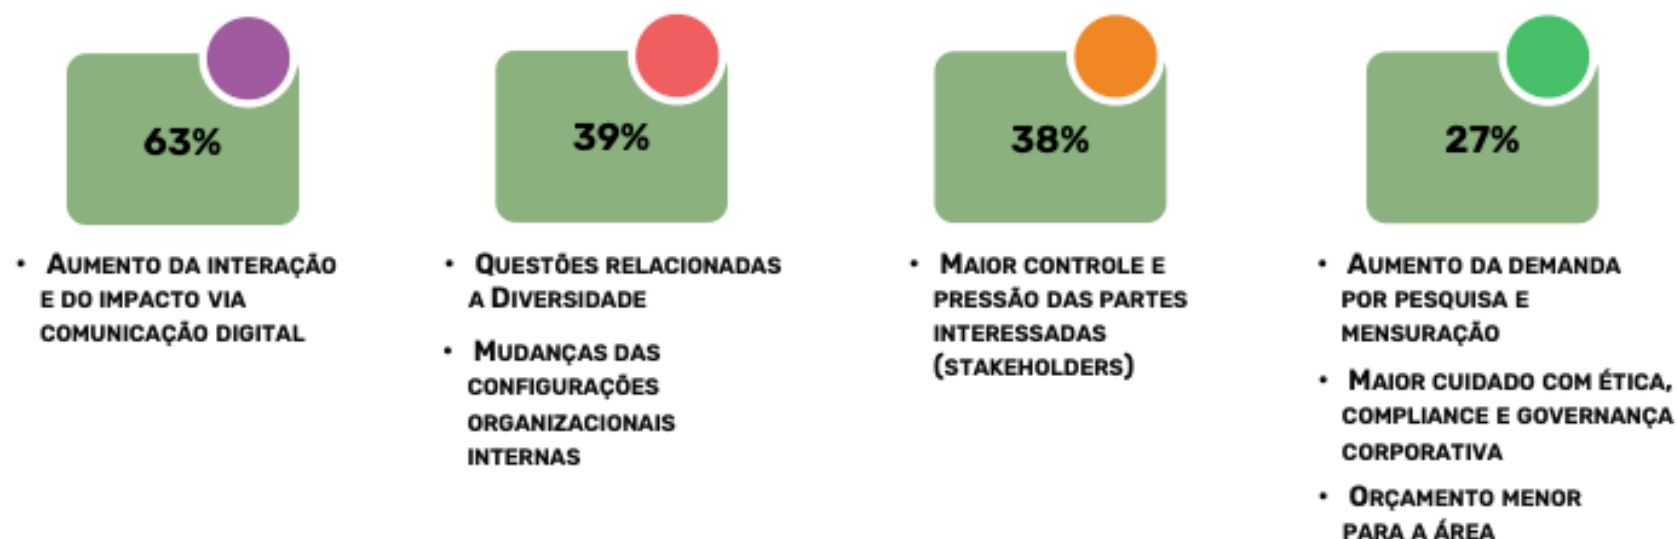 63%
• AUMENTO DA INTERAÇÃO
E DO IMPACTO VIA
COMUNICAÇÃO DIGITAL
39%
• QUESTÕES RELACIONADAS
A DIVERSIDADE
• MUDANÇAS DAS
CONFIGURAÇÕES
ORGANIZACIONAIS
INTERNAS
38%
• MAIOR CONTROLE E
PRESSÃO DAS PARTES
INTERESSADAS
(STAKEHOLDERS)
27%
• AUMENTO DA DEMANDA
POR PESQUISA E
MENSURAÇÃO
• MAIOR CUIDADO COM ÉTICA,
COMPLIANCE E GOVERNANÇA
CORPORATIVA
• ORÇAMENTO MENOR
PARA A ÁREA